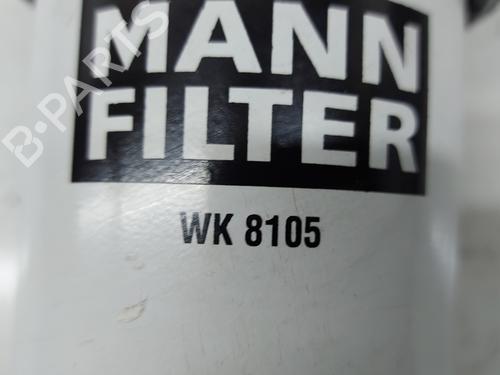 MANN
FILTER
WK 8105
B-PARTS